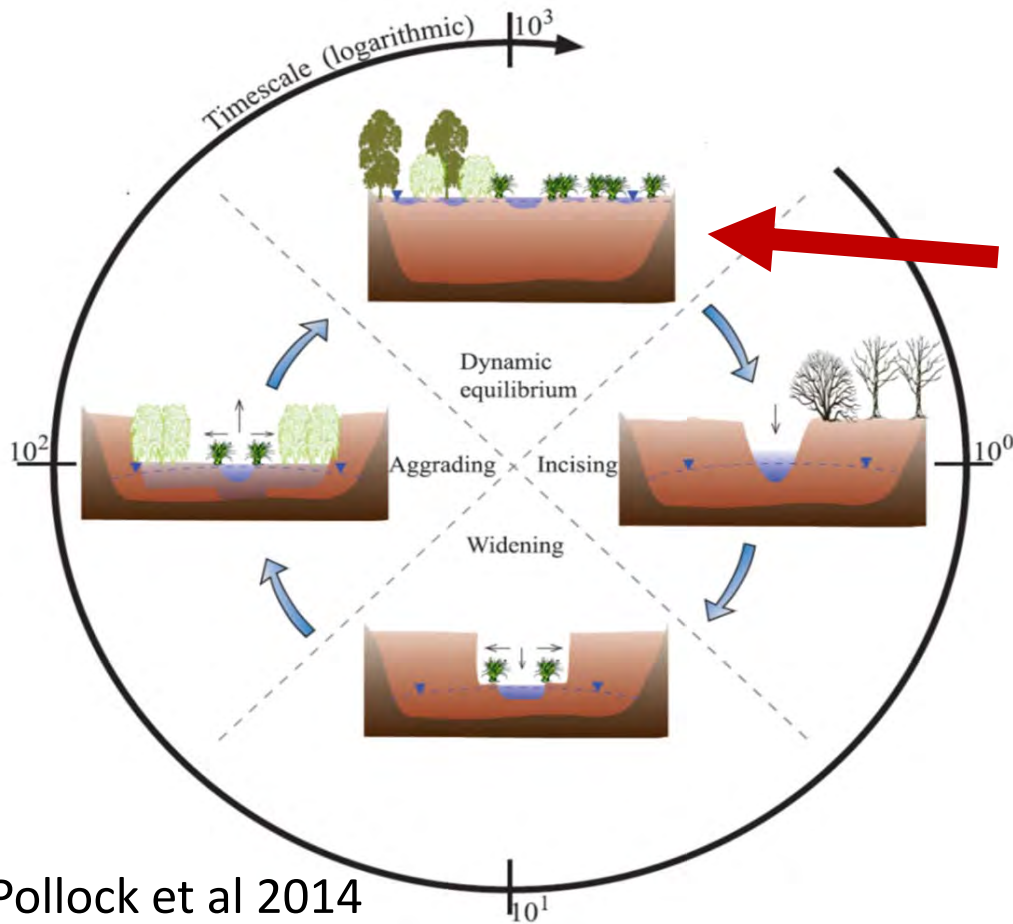 Timescale (logarithmic)
10³
Dynamic
equilibrium
10²
Aggrading
Incising
10⁰
Widening
Pollock et al 2014
10¹